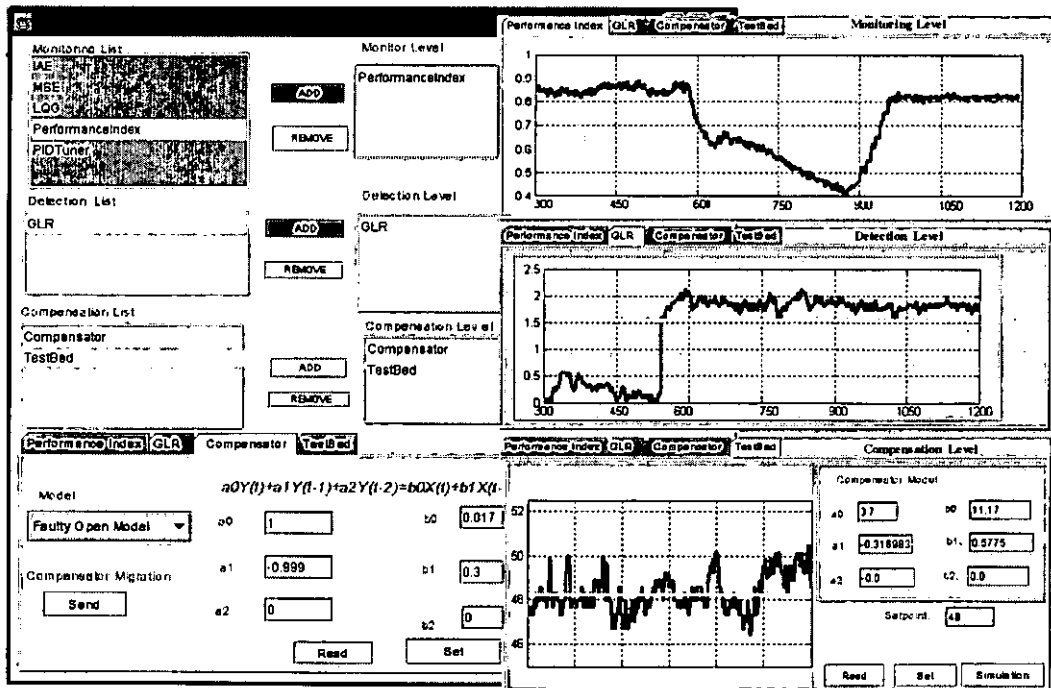 Monitoring List
IAE
MSE
LQG
PerformanceIndex
PIDTuner
ADD
REMOVE
Monitor Level
PerformanceIndex
Detection List
GLR
ADD
REMOVE
Detection Level
GLR
Compensation List
Compensator
TestBed
ADD
REMOVE
Compensation Level
Compensator
TestBed
Performance Index GLR Compensator TestBed
Model
Faulty Open Model
a0Y(t)+a1Y(t-1)+a2Y(t-2)=b0X(t)+b1X(t-
a0 1
b0 0.017
a1 -0.999
b1 0.3
a2 0
b2 0
Compensator Migration
Send
Read
Set
Performance Index GLR Compensator TestBed
Monitoring Level
1
0.9
0.8
0.7
0.6
0.5
0.4
300 450 600 750 900 1050 1200
Performance Index GLR Compensator TestBed
Detection Level
2.5
2
1.5
1
0.5
0
300 450 600 750 900 1050 1200
Performance Index GLR Compensator TestBed
Compensation Level
52
50
48
46
Compensator Model
a0 3.7
b0 11.17
a1 -0.316983
b1. 0.5775
a2 -0.0
b2. 0.0
Setpoint: 48
Read
Set
Simulation